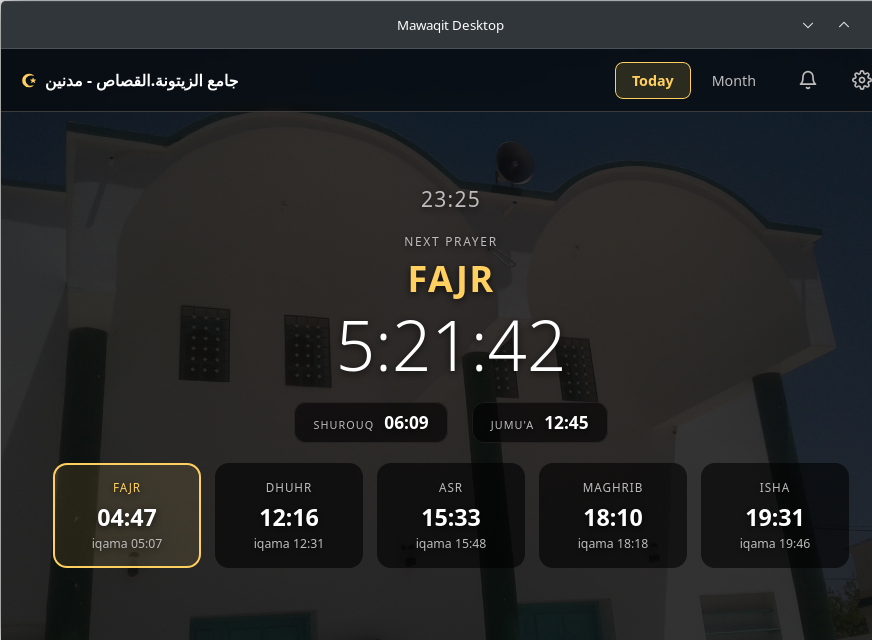 Mawaqit Desktop
جامع الزيتونة.القصاص - مدنين
Today
Month
23:25
NEXT PRAYER
FAJR
5:21:42
SHUROUQ 06:09
JUMU'A 12:45
FAJR
04:47
iqama 05:07
DHUHR
12:16
iqama 12:31
ASR
15:33
iqama 15:48
MAGHRIB
18:10
iqama 18:18
ISHA
19:31
iqama 19:46